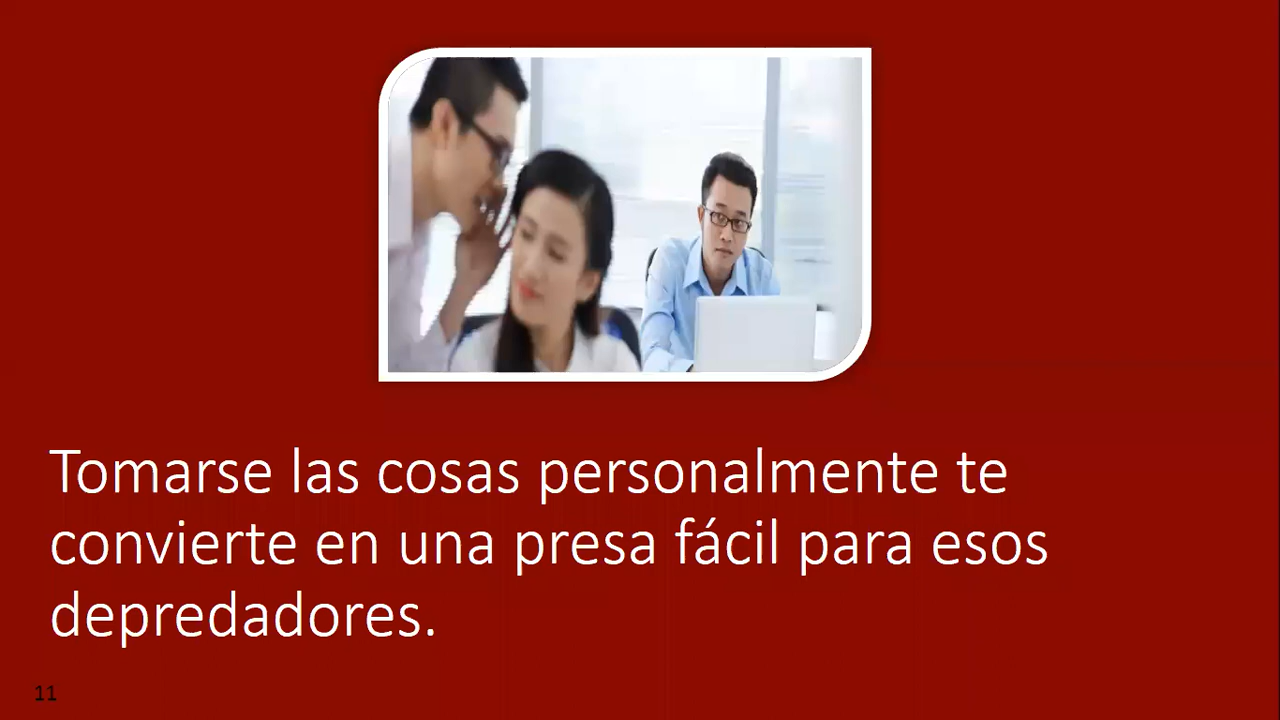 Tomarse las cosas personalmente te
convierte en una presa fácil para esos
depredadores.
11